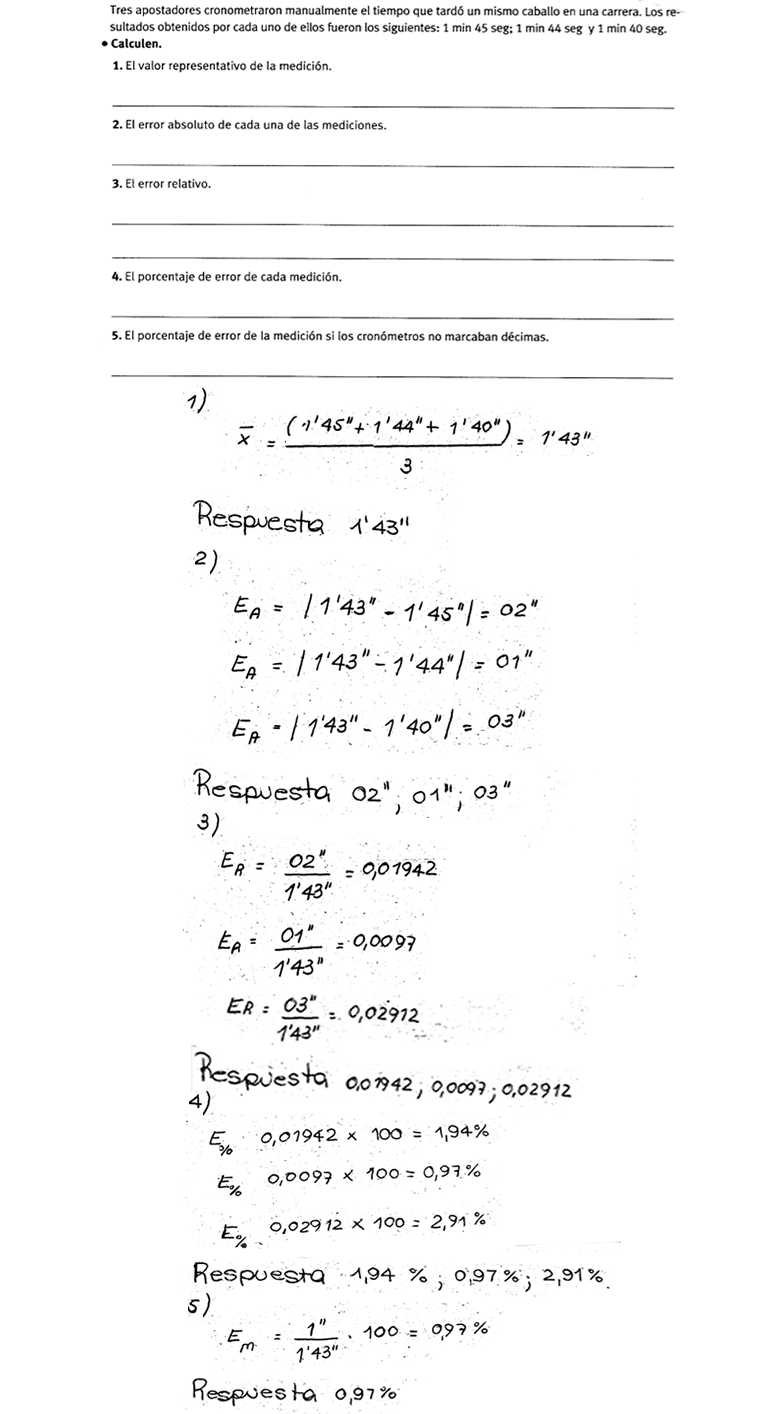 Tres apostadores cronometraron manualmente el tiempo que tardó un mismo caballo en una carrera. Los re-
sultados obtenidos por cada uno de ellos fueron los siguientes: 1 min 45 seg; 1 min 44 seg y 1 min 40 seg.
• Calculen.
1. El valor representativo de la medición.
2. El error absoluto de cada una de las mediciones.
3. El error relativo.
4. El porcentaje de error de cada medición.
5. El porcentaje de error de la medición si los cronómetros no marcaban décimas.
1)
x̅ = (1'45" + 1'44" + 1'40") / 3 = 1'43"
Respuesta 1'43"
2)
E_A = |1'43" - 1'45"| = 02"
E_A = |1'43" - 1'44"| = 01"
E_A = |1'43" - 1'40"| = 03"
Respuesta 02"; 01"; 03"
3)
E_R = 02" / 1'43" = 0,01942
E_R = 01" / 1'43" = 0,0097
ER = 03" / 1'43" = 0,02912
Respuesta 0,01942; 0,0097; 0,02912
4)
E_% 0,01942 x 100 = 1,94%
E_% 0,0097 x 100 = 0,97%
E_% 0,02912 x 100 = 2,91%
Respuesta 1,94 %; 0,97%; 2,91%
5)
E_m = 1" / 1'43" . 100 = 0,97%
Respuesta 0,97%